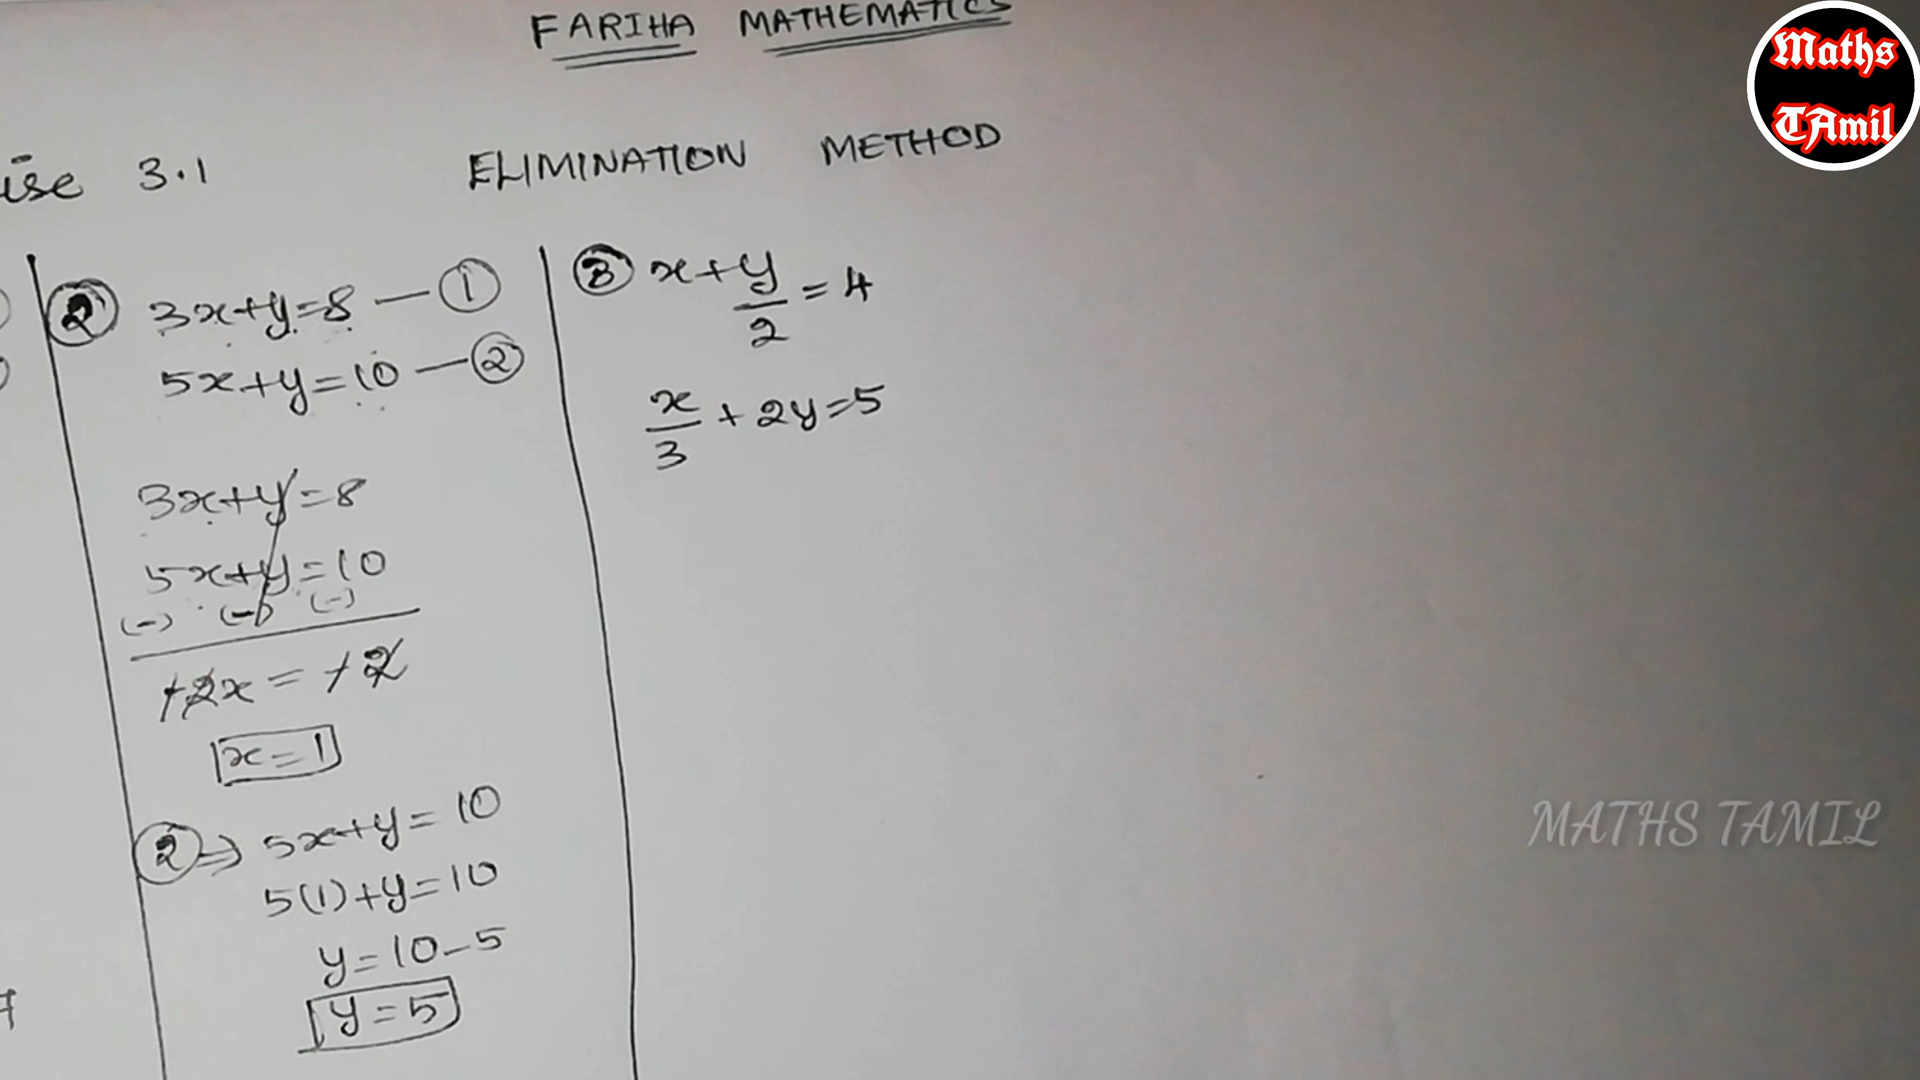 FARIHA MATHEMATICS
Maths
TAmil
ise 3.1 ELIMINATION METHOD
② 3x+y=8 — ①
5x+y=10 — ②
3x+y=8
5x+y=10
(-) (-) (-)
+2x = +2
x=1
②⇒ 5x+y=10
5(1)+y=10
y=10-5
y=5
③ x+y/2=4
x/3+2y=5
MATHS TAMIL